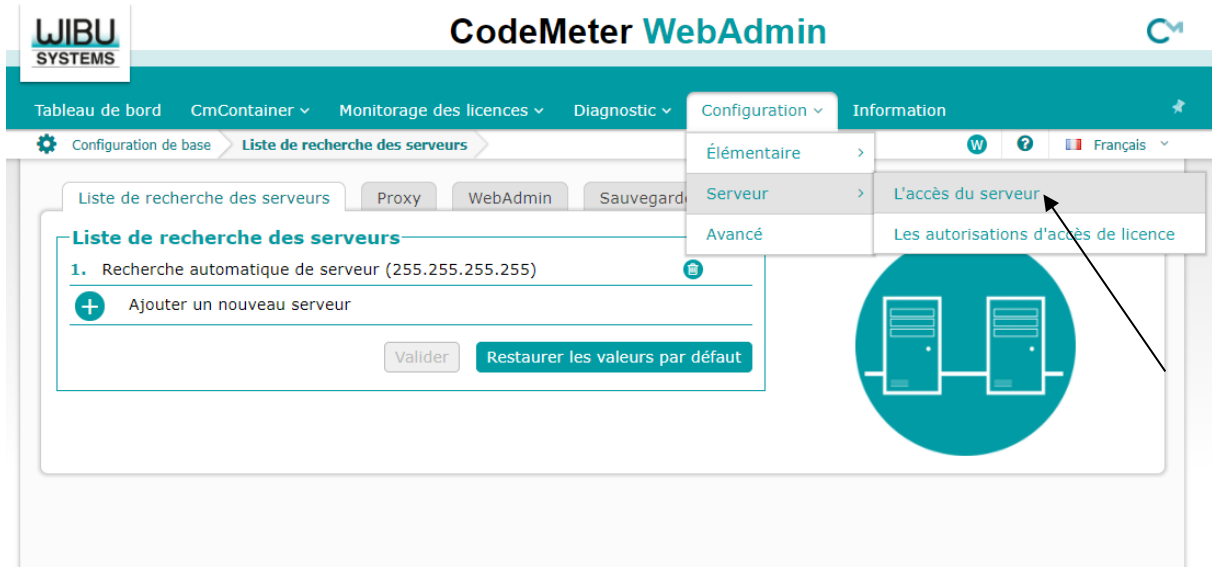 WIBU
SYSTEMS
CodeMeter WebAdmin
Tableau de bord CmContainer Monitorage des licences Diagnostic Configuration Information
Configuration de base Liste de recherche des serveurs
W ? Français
Élémentaire
Serveur
Avancé
L'accès du serveur
Les autorisations d'accès de licence
Liste de recherche des serveurs Proxy WebAdmin Sauvegard
Liste de recherche des serveurs
1. Recherche automatique de serveur (255.255.255.255)
Ajouter un nouveau serveur
Valider Restaurer les valeurs par défaut